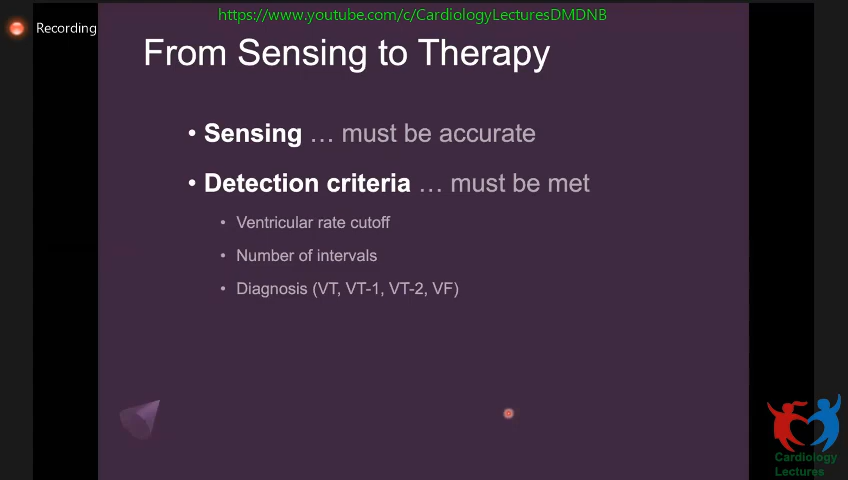 https://www.youtube.com/c/CardiologyLecturesDMDNB
Recording
From Sensing to Therapy
• Sensing … must be accurate
• Detection criteria … must be met
• Ventricular rate cutoff
• Number of intervals
• Diagnosis (VT, VT-1, VT-2, VF)
Cardiology
Lectures